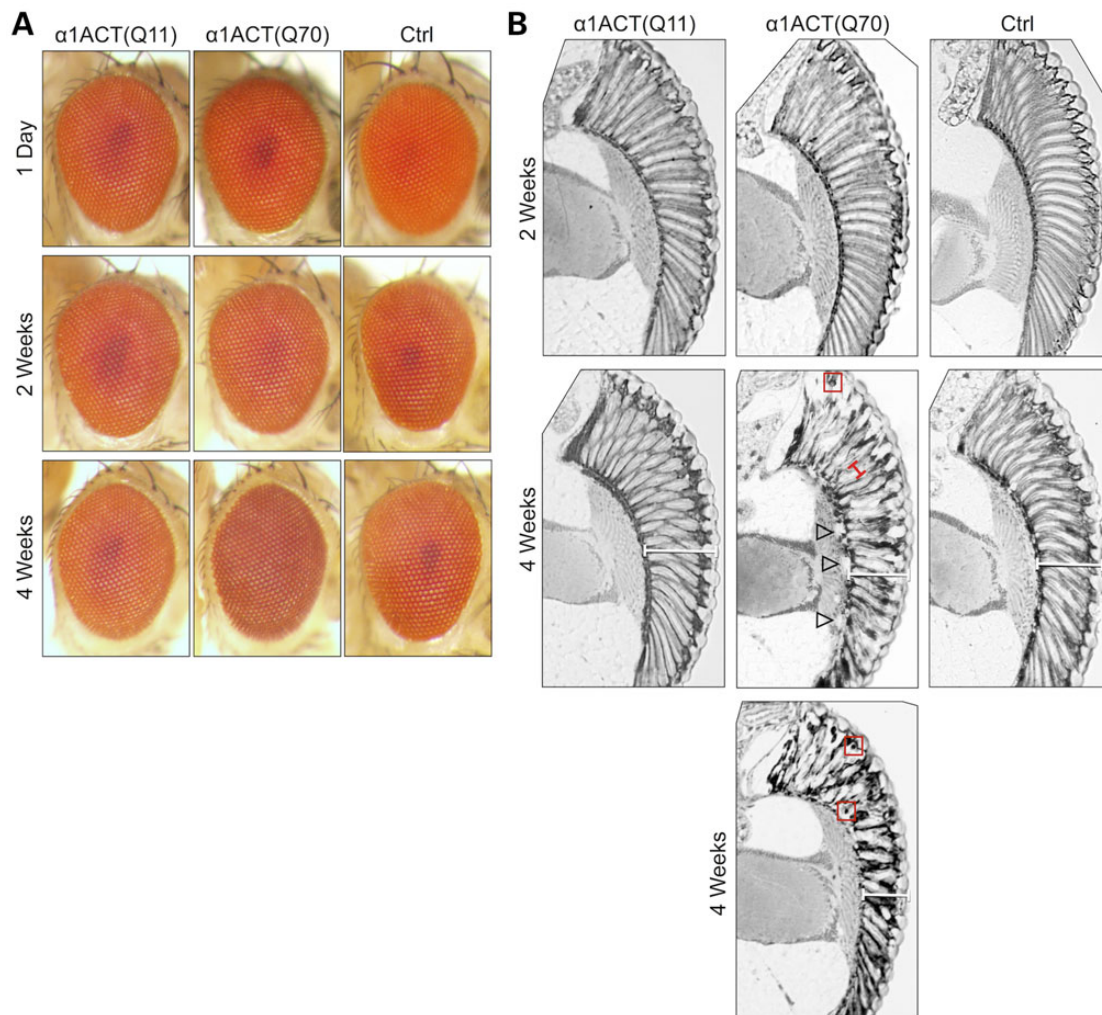 A
α1ACT(Q11) α1ACT(Q70) Ctrl
1 Day
2 Weeks
4 Weeks
B
α1ACT(Q11) α1ACT(Q70) Ctrl
2 Weeks
4 Weeks
4 Weeks